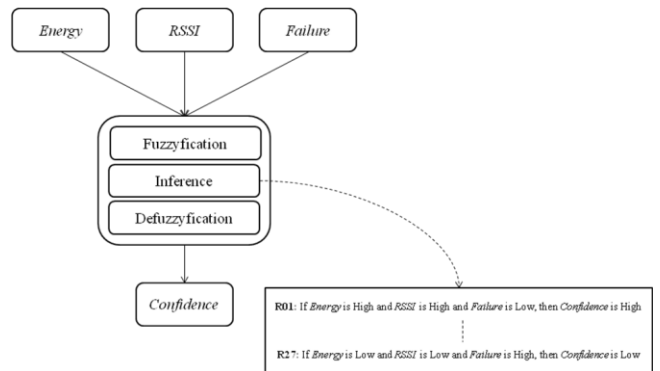 Energy
RSSI
Failure
Fuzzyfication
Inference
Defuzzyfication
Confidence
R01: If Energy is High and RSSI is High and Failure is Low, then Confidence is High
R27: If Energy is Low and RSSI is Low and Failure is High, then Confidence is Low